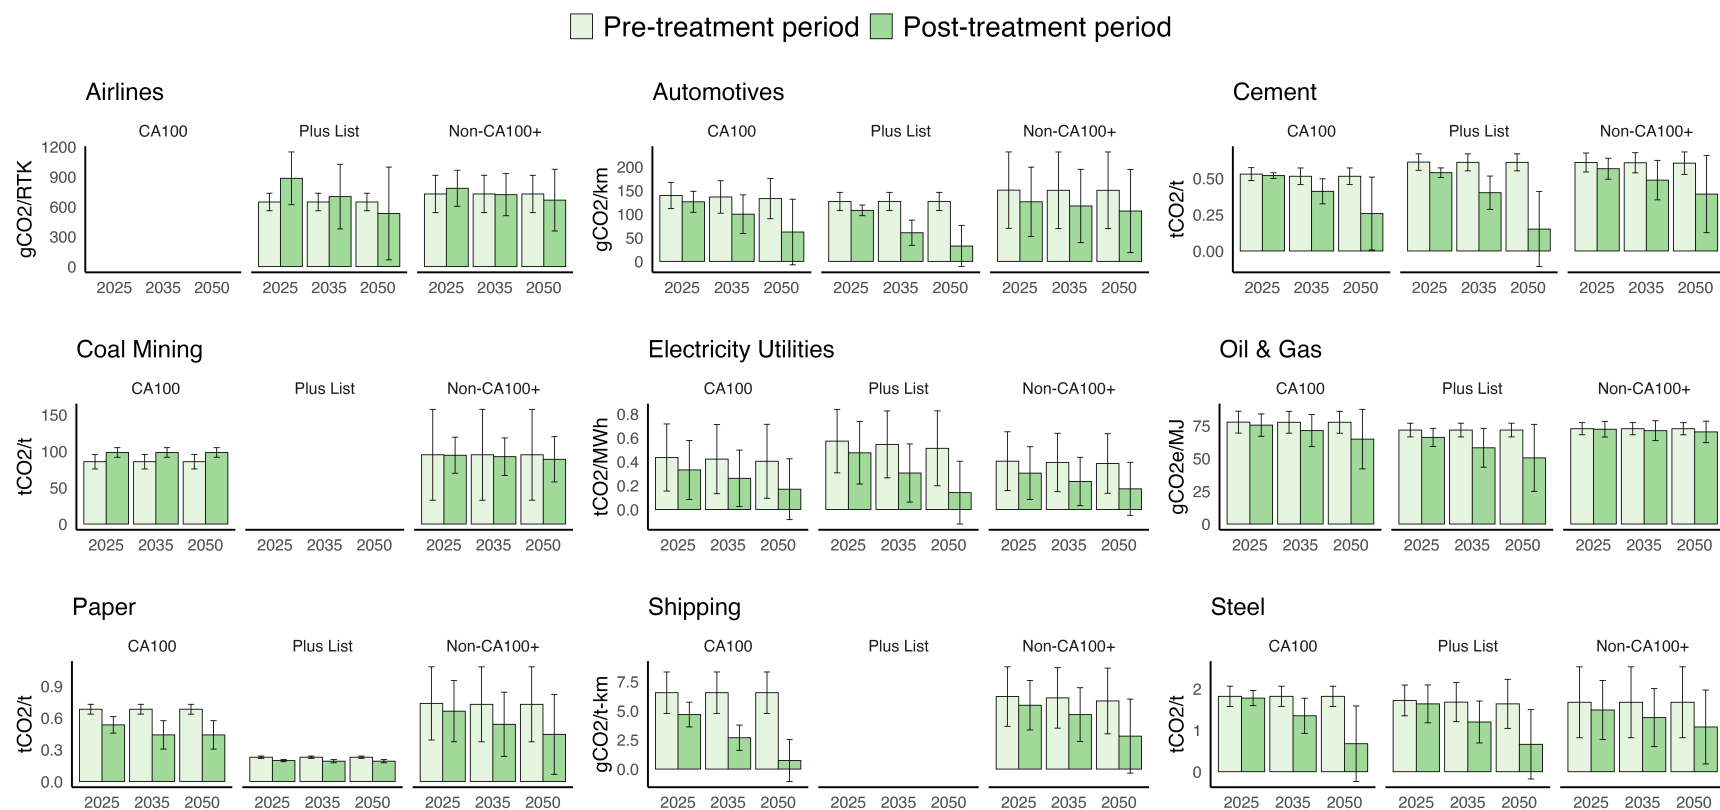 Pre-treatment period Post-treatment period
Airlines
CA100 Plus List Non-CA100+
gCO2/RTK
1200
900
600
300
0
2025 2035 2050 2025 2035 2050 2025 2035 2050
Automotives
CA100 Plus List Non-CA100+
gCO2/km
200
150
100
50
0
2025 2035 2050 2025 2035 2050 2025 2035 2050
Cement
CA100 Plus List Non-CA100+
tCO2/t
0.50
0.25
0.00
2025 2035 2050 2025 2035 2050 2025 2035 2050
Coal Mining
CA100 Plus List Non-CA100+
tCO2/t
150
100
50
0
2025 2035 2050 2025 2035 2050 2025 2035 2050
Electricity Utilities
CA100 Plus List Non-CA100+
tCO2/MWh
0.8
0.6
0.4
0.2
0.0
2025 2035 2050 2025 2035 2050 2025 2035 2050
Oil & Gas
CA100 Plus List Non-CA100+
gCO2e/MJ
75
50
25
0
2025 2035 2050 2025 2035 2050 2025 2035 2050
Paper
CA100 Plus List Non-CA100+
tCO2/t
0.9
0.6
0.3
0.0
2025 2035 2050 2025 2035 2050 2025 2035 2050
Shipping
CA100 Plus List Non-CA100+
gCO2/t-km
7.5
5.0
2.5
0.0
2025 2035 2050 2025 2035 2050 2025 2035 2050
Steel
CA100 Plus List Non-CA100+
tCO2/t
2
1
0
2025 2035 2050 2025 2035 2050 2025 2035 2050